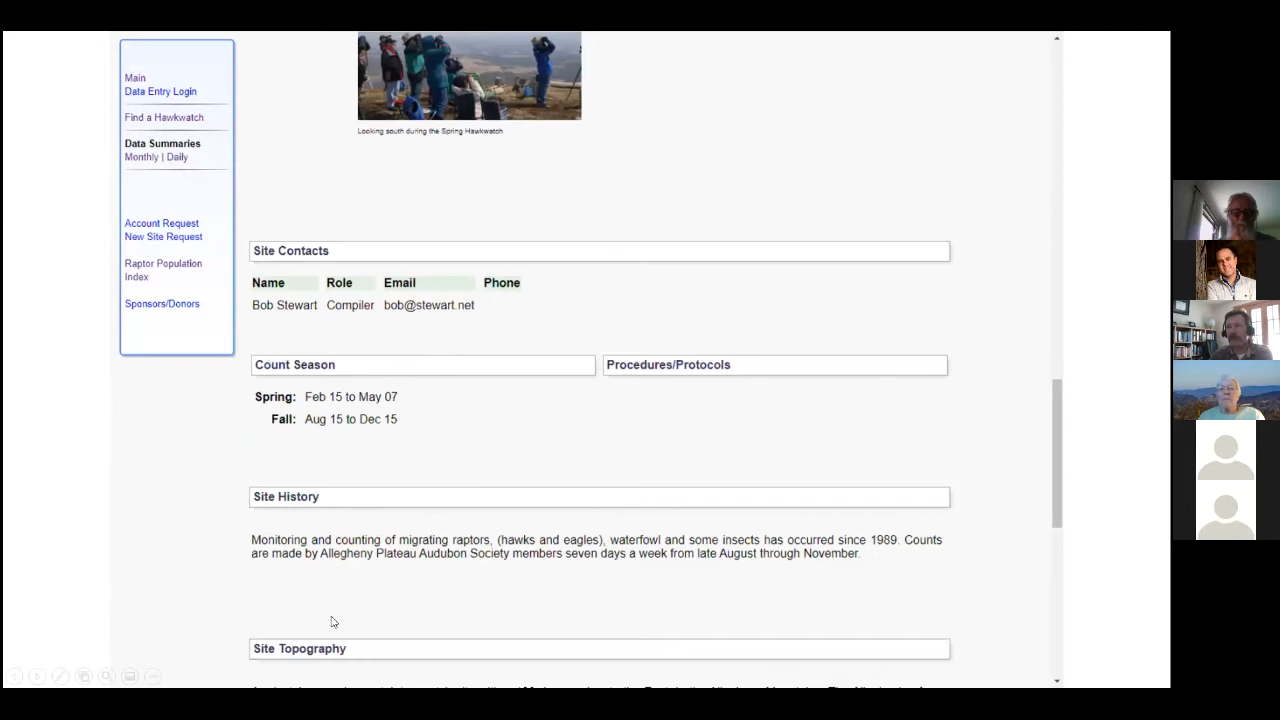 Main
Data Entry Login
Find a Hawkwatch
Data Summaries
Monthly | Daily
Account Request
New Site Request
Raptor Population
Index
Sponsors/Donors
Looking south during the Spring Hawkwatch
Site Contacts
Name Role Email Phone
Bob Stewart Compiler bob@stewart.net
Count Season Procedures/Protocols
Spring: Feb 15 to May 07
Fall: Aug 15 to Dec 15
Site History
Monitoring and counting of migrating raptors, (hawks and eagles), waterfowl and some insects has occurred since 1989. Counts
are made by Allegheny Plateau Audubon Society members seven days a week from late August through November.
Site Topography